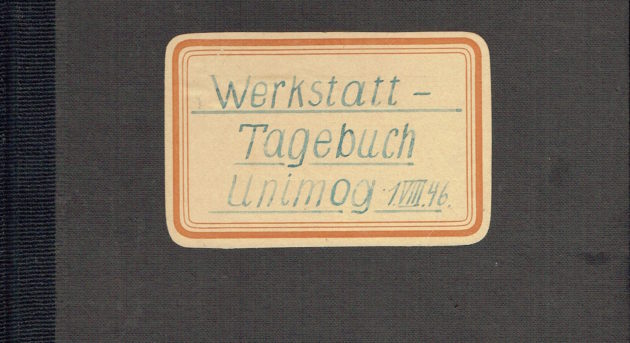 Werkstatt -
Tagebuch
Unimog 1.VIII.46.